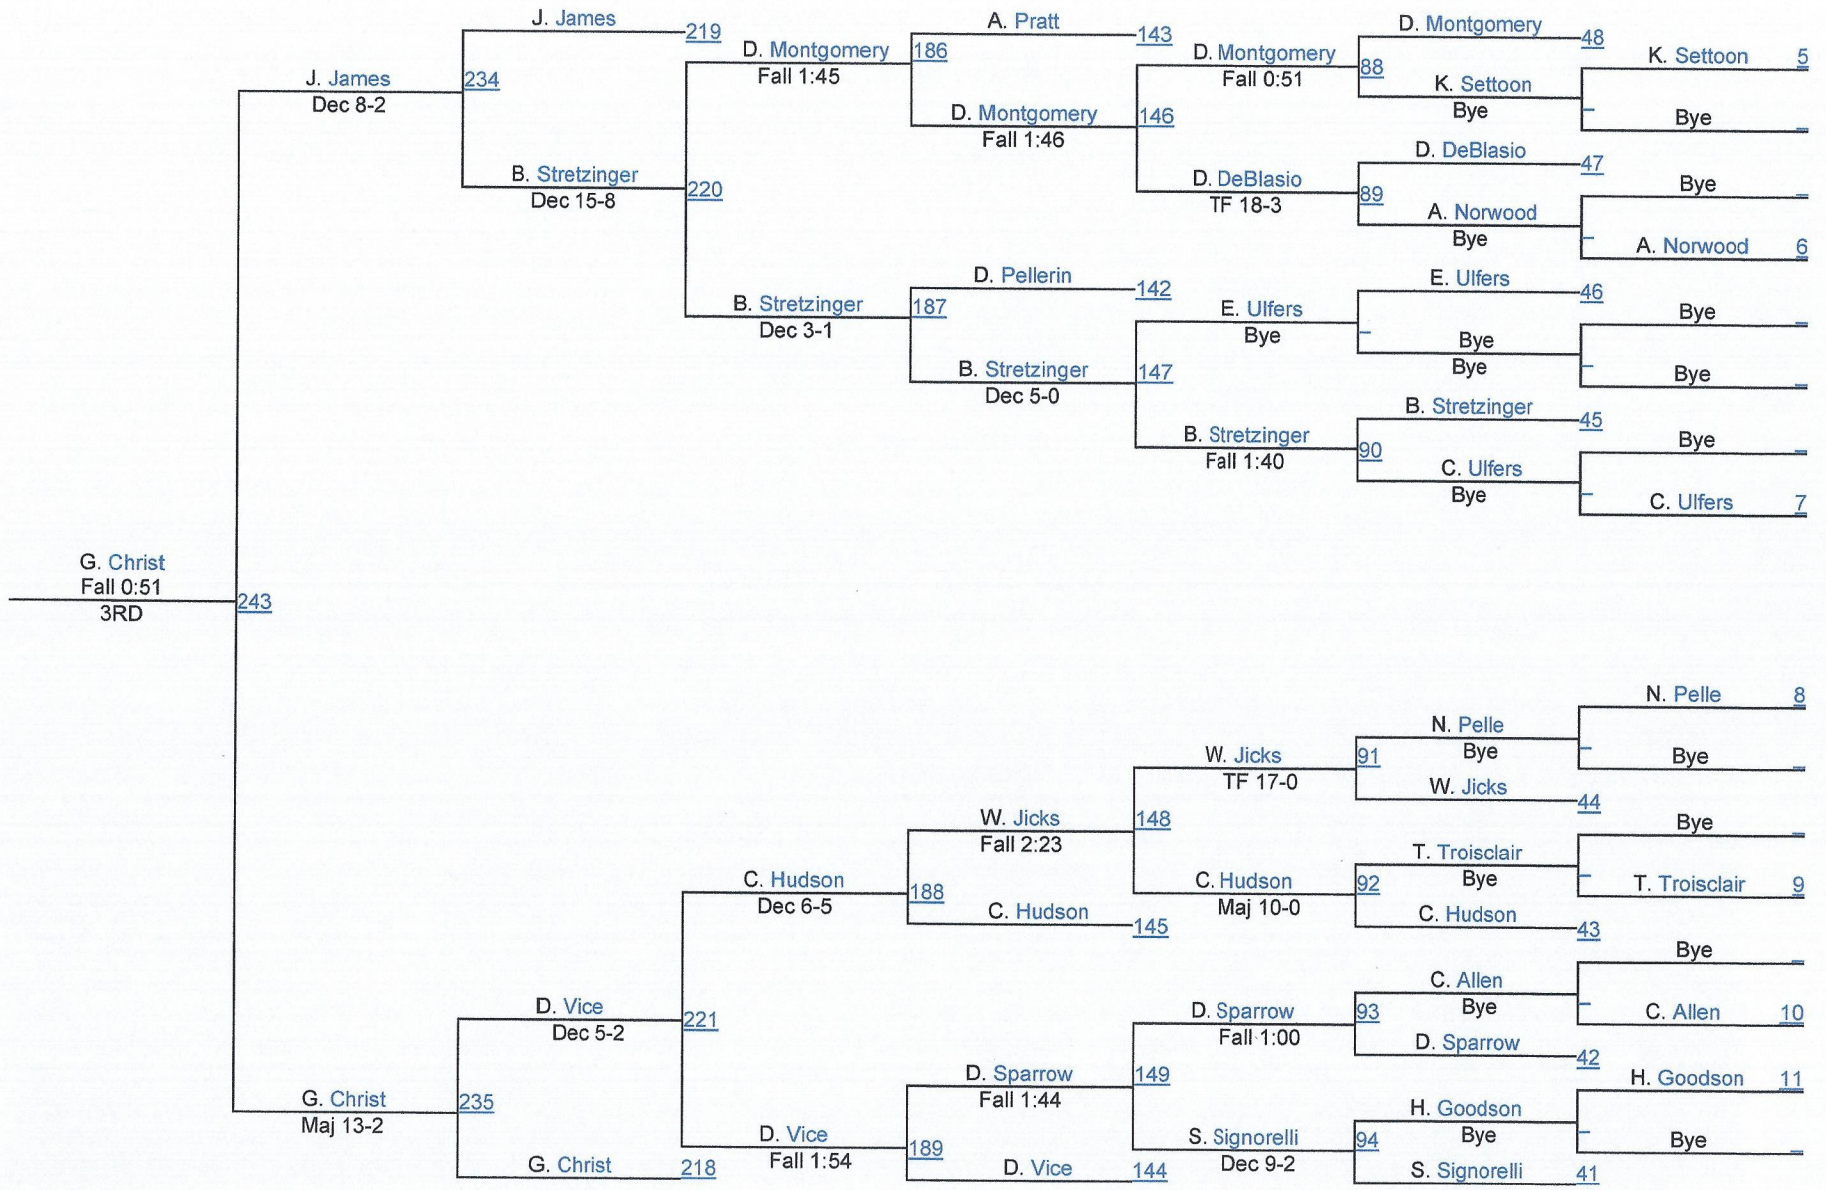 J. James
219
A. Pratt
143
D. Montgomery
48
K. Settoon 5
D. Montgomery
Fall 1:45
186
D. Montgomery
Fall 0:51
88
K. Settoon
Bye
Bye
J. James
Dec 8-2
234
D. Montgomery
Fall 1:46
146
D. DeBlasio
47
Bye
B. Stretzinger
Dec 15-8
220
D. DeBlasio
TF 18-3
89
A. Norwood
Bye
A. Norwood 6
D. Pellerin
142
E. Ulfers
46
Bye
B. Stretzinger
Dec 3-1
187
E. Ulfers
Bye
Bye
Bye
Bye
B. Stretzinger
Dec 5-0
147
B. Stretzinger
45
Bye
B. Stretzinger
Fall 1:40
90
C. Ulfers
Bye
C. Ulfers 7
G. Christ
Fall 0:51
3RD
243
N. Pelle 8
N. Pelle
Bye
Bye
W. Jicks
TF 17-0
91
W. Jicks
44
W. Jicks
Fall 2:23
148
Bye
T. Troisclair
Bye
T. Troisclair 9
C. Hudson
Dec 6-5
188
C. Hudson
Maj 10-0
92
C. Hudson
145
C. Hudson
43
Bye
D. Vice
Dec 5-2
221
C. Allen
Bye
C. Allen 10
D. Sparrow
Fall 1:00
93
D. Sparrow
42
D. Sparrow
Fall 1:44
149
H. Goodson 11
G. Christ
Maj 13-2
235
H. Goodson
Bye
Bye
D. Vice
Fall 1:54
189
S. Signorelli
Dec 9-2
94
G. Christ
218
D. Vice
144
S. Signorelli
41